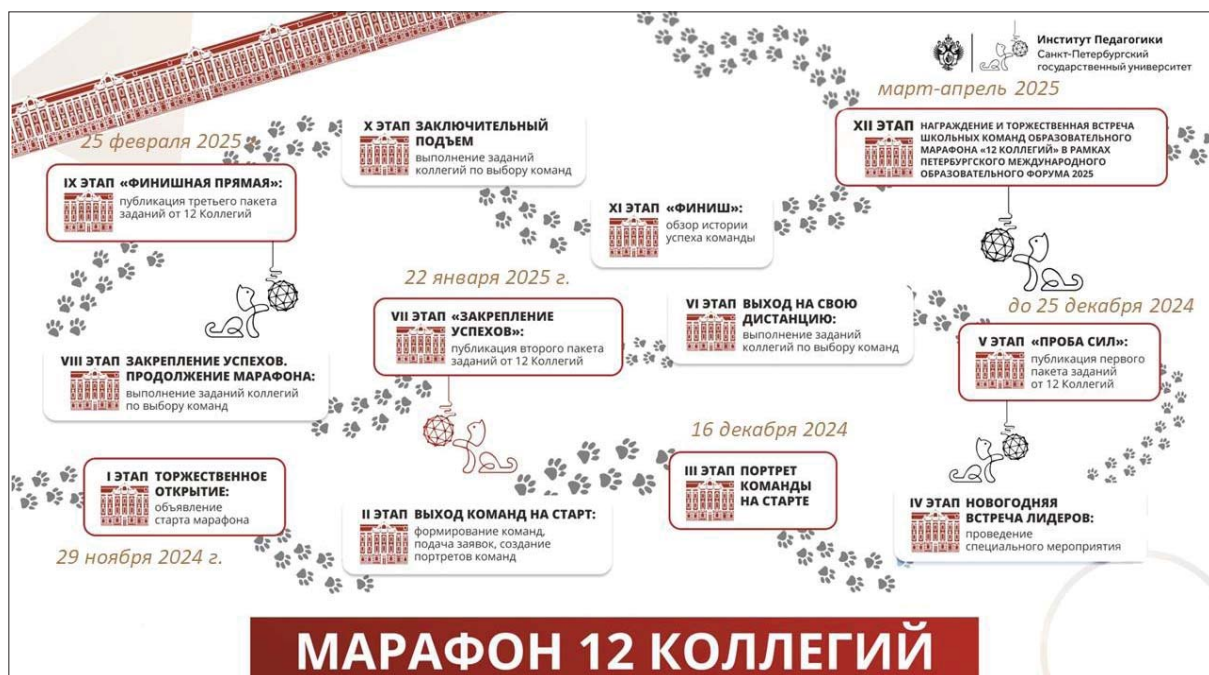 Институт Педагогики
Санкт-Петербургский
государственный университет
март-апрель 2025
XII ЭТАП НАГРАЖДЕНИЕ И ТОРЖЕСТВЕННАЯ ВСТРЕЧА
ШКОЛЬНЫХ КОМАНД ОБРАЗОВАТЕЛЬНОГО
МАРАФОНА «12 КОЛЛЕГИЙ» В РАМКАХ
ПЕТЕРБУРГСКОГО МЕЖДУНАРОДНОГО
ОБРАЗОВАТЕЛЬНОГО ФОРУМА 2025
X ЭТАП ЗАКЛЮЧИТЕЛЬНЫЙ
ПОДЪЕМ
выполнение заданий
коллегий по выбору команд
25 февраля 2025 г.
IX ЭТАП «ФИНИШНАЯ ПРЯМАЯ»:
публикация третьего пакета
заданий от 12 Коллегий
XI ЭТАП «ФИНИШ»:
обзор истории
успеха команды
22 января 2025 г.
VII ЭТАП «ЗАКРЕПЛЕНИЕ
УСПЕХОВ»:
публикация второго пакета
заданий от 12 Коллегий
VI ЭТАП ВЫХОД НА СВОЮ
ДИСТАНЦИЮ:
выполнение заданий
коллегий по выбору команд
до 25 декабря 2024
V ЭТАП «ПРОБА СИЛ»:
публикация первого
пакета заданий
от 12 Коллегий
VIII ЭТАП ЗАКРЕПЛЕНИЕ УСПЕХОВ.
ПРОДОЛЖЕНИЕ МАРАФОНА:
выполнение заданий коллегий
по выбору команд
16 декабря 2024
I ЭТАП ТОРЖЕСТВЕННОЕ
ОТКРЫТИЕ:
объявление
старта марафона
29 ноября 2024 г.
II ЭТАП ВЫХОД КОМАНД НА СТАРТ:
формирование команд,
подача заявок, создание
портретов команд
III ЭТАП ПОРТРЕТ
КОМАНДЫ
НА СТАРТЕ
IV ЭТАП НОВОГОДНЯЯ
ВСТРЕЧА ЛИДЕРОВ:
проведение
специального мероприятия
МАРАФОН 12 КОЛЛЕГИЙ